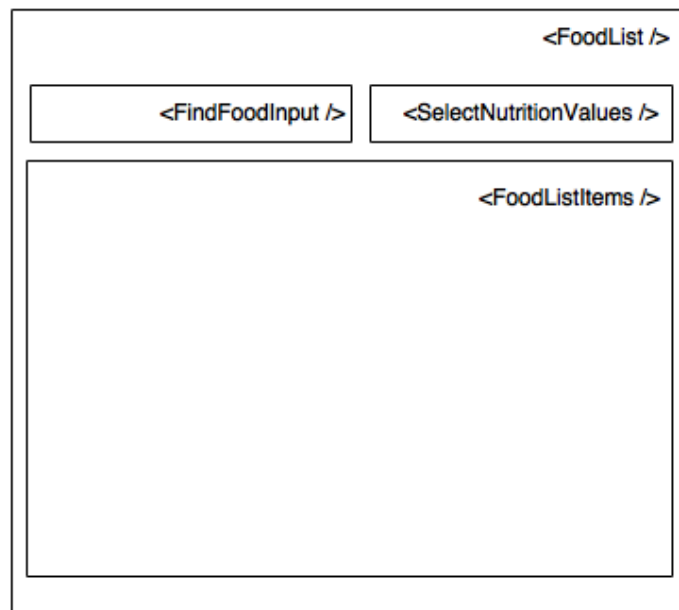 <FoodList />
<FindFoodInput />
<SelectNutritionValues />
<FoodListItems />